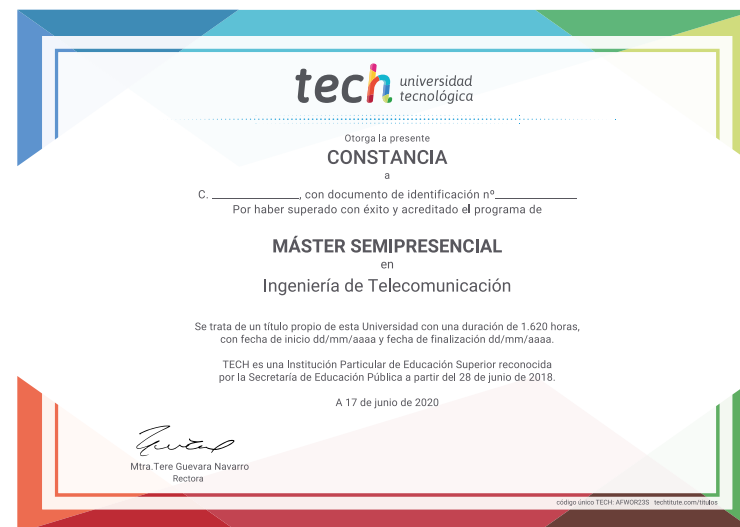 tech universidad
tecnológica
Otorga la presente
CONSTANCIA
a
C. ________________, con documento de identificación nº______________
Por haber superado con éxito y acreditado el programa de
MÁSTER SEMIPRESENCIAL
en
Ingeniería de Telecomunicación
Se trata de un título propio de esta Universidad con una duración de 1.620 horas,
con fecha de inicio dd/mm/aaaa y fecha de finalización dd/mm/aaaa.
TECH es una Institución Particular de Educación Superior reconocida
por la Secretaría de Educación Pública a partir del 28 de junio de 2018.
A 17 de junio de 2020
Mtra.Tere Guevara Navarro
Rectora
código único TECH: AFWOR23S techtitute.com/titulos